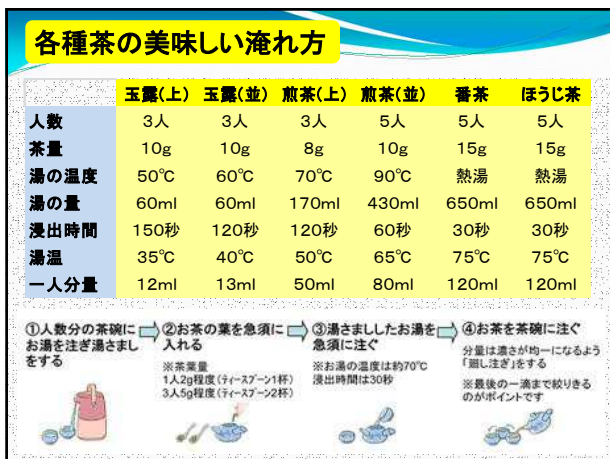 各種茶の美味しい淹れ方
玉露(上) 玉露(並) 煎茶(上) 煎茶(並) 番茶 ほうじ茶
人数 3人 3人 3人 5人 5人 5人
茶量 10g 10g 8g 10g 15g 15g
湯の温度 50℃ 60℃ 70℃ 90℃ 熱湯 熱湯
湯の量 60ml 60ml 170ml 430ml 650ml 650ml
浸出時間 150秒 120秒 120秒 60秒 30秒 30秒
湯温 35℃ 40℃ 50℃ 65℃ 75℃ 75℃
一人分量 12ml 13ml 50ml 80ml 120ml 120ml
①人数分の茶碗に
お湯を注ぎ湯さまし
をする
②お茶の葉を急須に
入れる
※茶葉量
1人2g程度(ティースプーン1杯)
3人5g程度(ティースプーン2杯)
③湯さまししたお湯を
急須に注ぐ
※お湯の温度は約70℃
浸出時間は30秒
④お茶を茶碗に注ぐ
分量は濃さが均一になるよう
「廻し注ぎ」をする
※最後の一滴まで絞りきる
のがポイントです